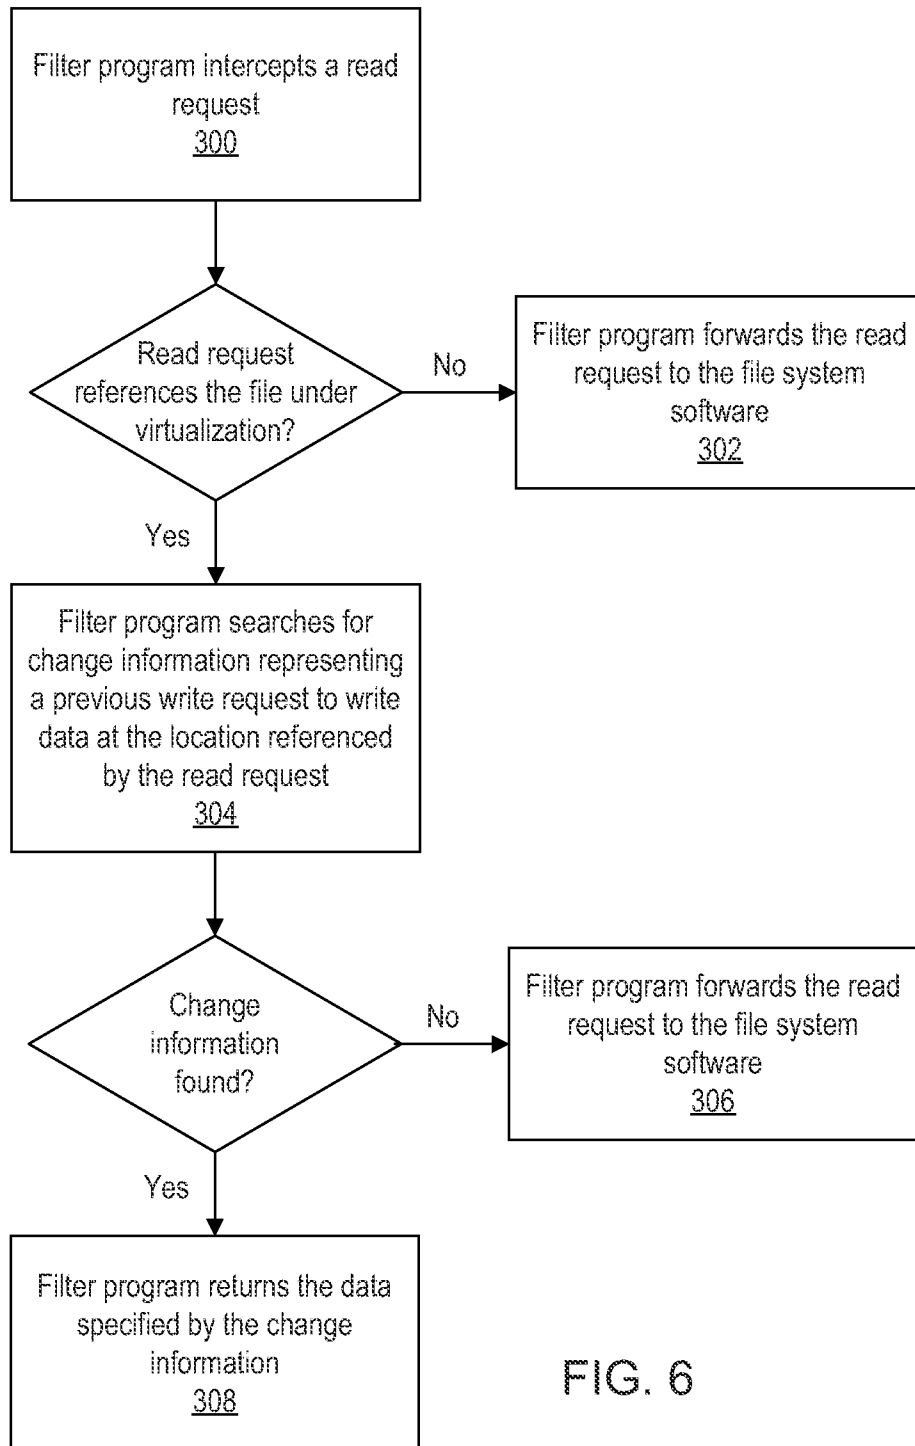 Filter program intercepts a read
request
300
Read request
references the file under
virtualization?
No
Filter program forwards the read
request to the file system
software
302
Yes
Filter program searches for
change information representing
a previous write request to write
data at the location referenced
by the read request
304
Change
information
found?
No
Filter program forwards the read
request to the file system
software
306
Yes
Filter program returns the data
specified by the change
information
308
FIG. 6